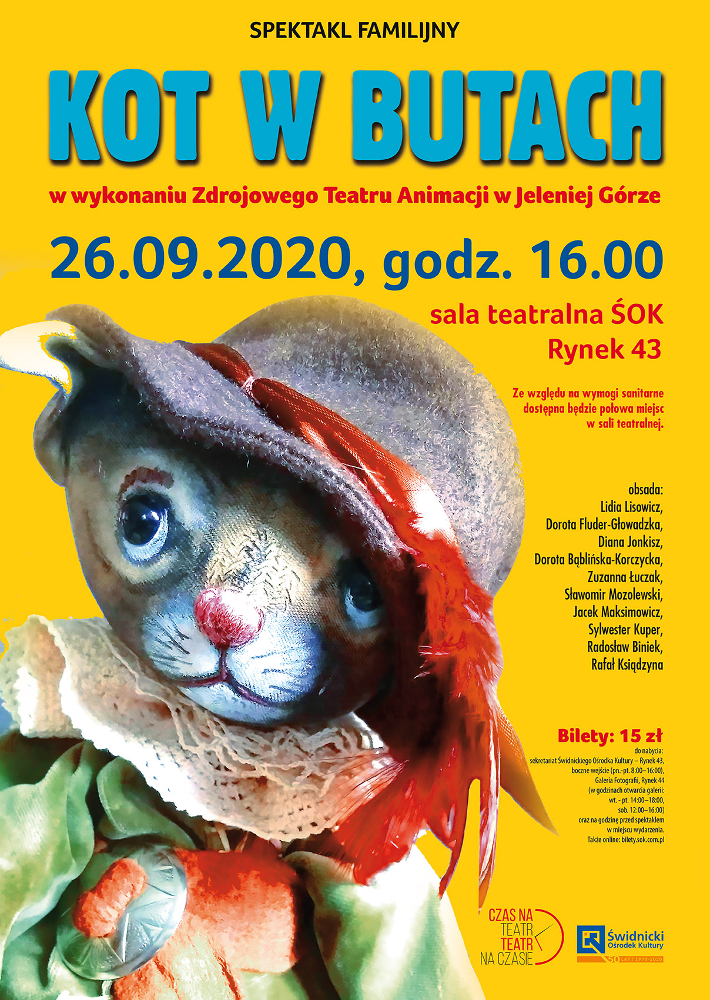 SPEKTAKL FAMILIJNY
KOT W BUTACH
w wykonaniu Zdrojowego Teatru Animacji w Jeleniej Górze
26.09.2020, godz. 16.00
sala teatralna ŚOK
Rynek 43
Ze względu na wymogi sanitarne
dostępna będzie połowa miejsc
w sali teatralnej.
obsada:
Lidia Lisowicz,
Dorota Fluder-Głowadzka,
Diana Jonkisz,
Dorota Bąblińska-Korczycka,
Zuzanna Łuczak,
Sławomir Mozolewski,
Jacek Maksimowicz,
Sylwester Kuper,
Radosław Biniek,
Rafał Ksiądzyna
Bilety: 15 zł
do nabycia:
sekretariat Świdnickiego Ośrodka Kultury – Rynek 43,
boczne wejście (pn.-pt. 8:00–16:00),
Galeria Fotografii, Rynek 44
(w godzinach otwarcia galerii:
wt. - pt. 14:00–18:00,
sob. 12:00–16:00)
oraz na godzinę przed spektaklem
w miejscu wydarzenia.
Także online: bilety.sok.com.pl
CZAS NA
TEATR
TEATR
NA CZASIE
Świdnicki
Ośrodek Kultury
50 LAT | 1970-2020